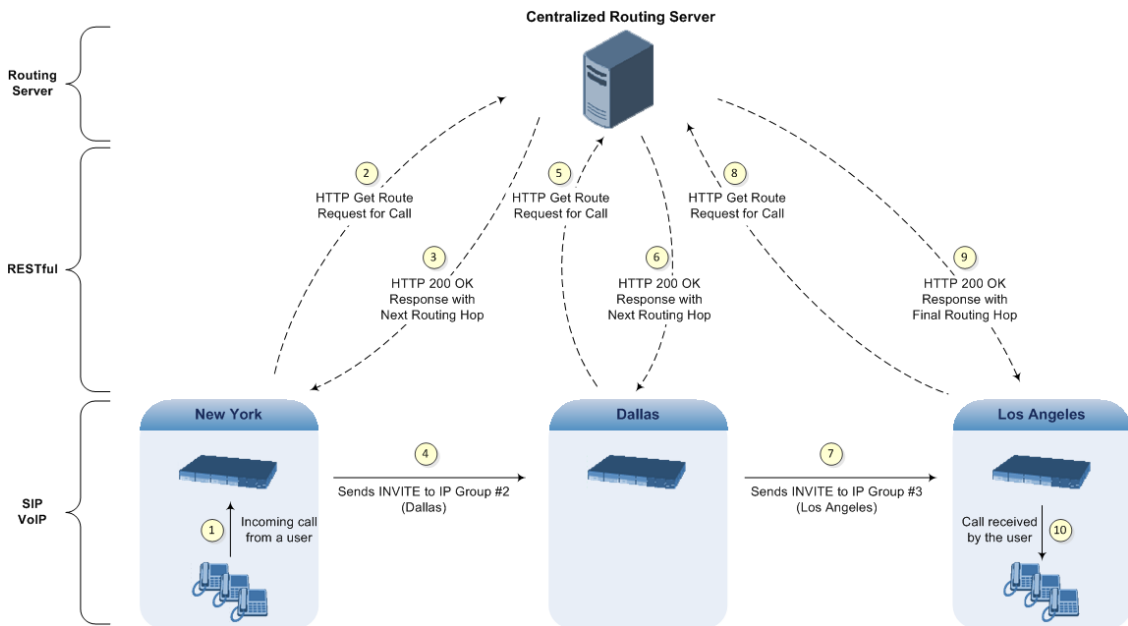 Centralized Routing Server
Routing
Server
2
HTTP Get Route
Request for Call
5
HTTP Get Route
Request for Call
8
HTTP Get Route
Request for Call
RESTful
3
HTTP 200 OK
Response with
Next Routing Hop
6
HTTP 200 OK
Response with
Next Routing Hop
9
HTTP 200 OK
Response with
Final Routing Hop
New York
Dallas
Los Angeles
SIP
VoIP
4
Sends INVITE to IP Group #2
(Dallas)
7
Sends INVITE to IP Group #3
(Los Angeles)
1
Incoming call
from a user
Call received
by the user
10